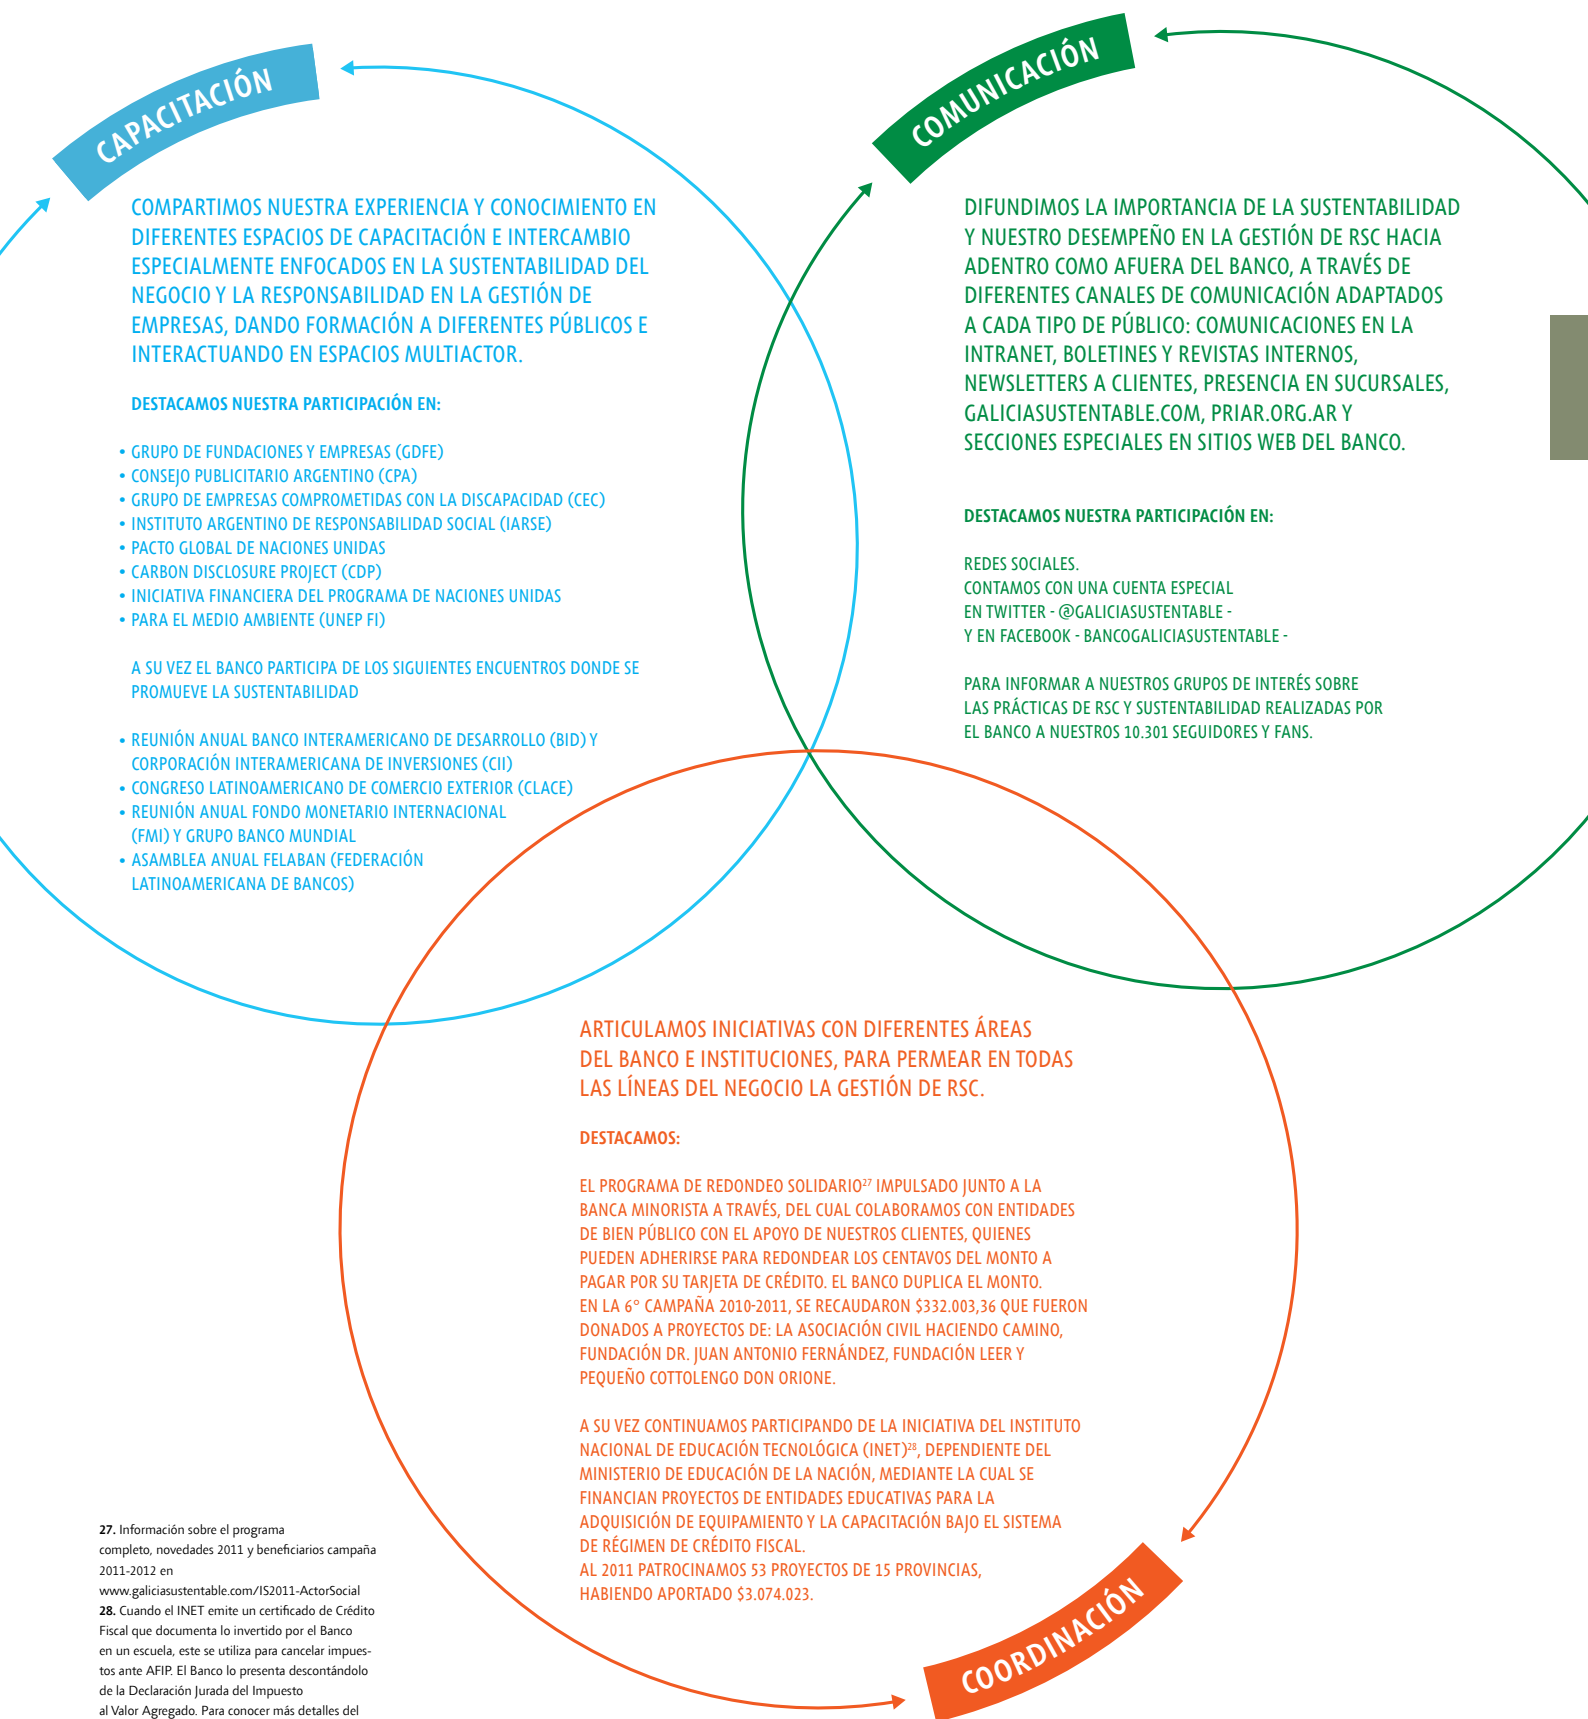 CAPACITACIÓN
COMPARTIMOS NUESTRA EXPERIENCIA Y CONOCIMIENTO EN
DIFERENTES ESPACIOS DE CAPACITACIÓN E INTERCAMBIO
ESPECIALMENTE ENFOCADOS EN LA SUSTENTABILIDAD DEL
NEGOCIO Y LA RESPONSABILIDAD EN LA GESTIÓN DE
EMPRESAS, DANDO FORMACIÓN A DIFERENTES PÚBLICOS E
INTERACTUANDO EN ESPACIOS MULTIACTOR.
DESTACAMOS NUESTRA PARTICIPACIÓN EN:
• GRUPO DE FUNDACIONES Y EMPRESAS (GDFE)
• CONSEJO PUBLICITARIO ARGENTINO (CPA)
• GRUPO DE EMPRESAS COMPROMETIDAS CON LA DISCAPACIDAD (CEC)
• INSTITUTO ARGENTINO DE RESPONSABILIDAD SOCIAL (IARSE)
• PACTO GLOBAL DE NACIONES UNIDAS
• CARBON DISCLOSURE PROJECT (CDP)
• INICIATIVA FINANCIERA DEL PROGRAMA DE NACIONES UNIDAS
• PARA EL MEDIO AMBIENTE (UNEP FI)
A SU VEZ EL BANCO PARTICIPA DE LOS SIGUIENTES ENCUENTROS DONDE SE
PROMUEVE LA SUSTENTABILIDAD
• REUNIÓN ANUAL BANCO INTERAMERICANO DE DESARROLLO (BID) Y
CORPORACIÓN INTERAMERICANA DE INVERSIONES (CII)
• CONGRESO LATINOAMERICANO DE COMERCIO EXTERIOR (CLACE)
• REUNIÓN ANUAL FONDO MONETARIO INTERNACIONAL
(FMI) Y GRUPO BANCO MUNDIAL
• ASAMBLEA ANUAL FELABAN (FEDERACIÓN
LATINOAMERICANA DE BANCOS)
COMUNICACIÓN
DIFUNDIMOS LA IMPORTANCIA DE LA SUSTENTABILIDAD
Y NUESTRO DESEMPEÑO EN LA GESTIÓN DE RSC HACIA
ADENTRO COMO AFUERA DEL BANCO, A TRAVÉS DE
DIFERENTES CANALES DE COMUNICACIÓN ADAPTADOS
A CADA TIPO DE PÚBLICO: COMUNICACIONES EN LA
INTRANET, BOLETINES Y REVISTAS INTERNOS,
NEWSLETTERS A CLIENTES, PRESENCIA EN SUCURSALES,
GALICIASUSTENTABLE.COM, PRIAR.ORG.AR Y
SECCIONES ESPECIALES EN SITIOS WEB DEL BANCO.
DESTACAMOS NUESTRA PARTICIPACIÓN EN:
REDES SOCIALES.
CONTAMOS CON UNA CUENTA ESPECIAL
EN TWITTER - @GALICIASUSTENTABLE -
Y EN FACEBOOK - BANCOGALICIASUSTENTABLE -
PARA INFORMAR A NUESTROS GRUPOS DE INTERÉS SOBRE
LAS PRÁCTICAS DE RSC Y SUSTENTABILIDAD REALIZADAS POR
EL BANCO A NUESTROS 10.301 SEGUIDORES Y FANS.
ARTICULAMOS INICIATIVAS CON DIFERENTES ÁREAS
DEL BANCO E INSTITUCIONES, PARA PERMEAR EN TODAS
LAS LÍNEAS DEL NEGOCIO LA GESTIÓN DE RSC.
DESTACAMOS:
EL PROGRAMA DE REDONDEO SOLIDARIO²⁷ IMPULSADO JUNTO A LA
BANCA MINORISTA A TRAVÉS, DEL CUAL COLABORAMOS CON ENTIDADES
DE BIEN PÚBLICO CON EL APOYO DE NUESTROS CLIENTES, QUIENES
PUEDEN ADHERIRSE PARA REDONDEAR LOS CENTAVOS DEL MONTO A
PAGAR POR SU TARJETA DE CRÉDITO. EL BANCO DUPLICA EL MONTO.
EN LA 6° CAMPAÑA 2010-2011, SE RECAUDARON $332.003,36 QUE FUERON
DONADOS A PROYECTOS DE: LA ASOCIACIÓN CIVIL HACIENDO CAMINO,
FUNDACIÓN DR. JUAN ANTONIO FERNÁNDEZ, FUNDACIÓN LEER Y
PEQUEÑO COTTOLENGO DON ORIONE.
A SU VEZ CONTINUAMOS PARTICIPANDO DE LA INICIATIVA DEL INSTITUTO
NACIONAL DE EDUCACIÓN TECNOLÓGICA (INET)²⁸, DEPENDIENTE DEL
MINISTERIO DE EDUCACIÓN DE LA NACIÓN, MEDIANTE LA CUAL SE
FINANCIAN PROYECTOS DE ENTIDADES EDUCATIVAS PARA LA
ADQUISICIÓN DE EQUIPAMIENTO Y LA CAPACITACIÓN BAJO EL SISTEMA
DE RÉGIMEN DE CRÉDITO FISCAL.
AL 2011 PATROCINAMOS 53 PROYECTOS DE 15 PROVINCIAS,
HABIENDO APORTADO $3.074.023.
COORDINACIÓN
27. Información sobre el programa
completo, novedades 2011 y beneficiarios campaña
2011-2012 en
www.galiciasustentable.com/IS2011-ActorSocial
28. Cuando el INET emite un certificado de Crédito
Fiscal que documenta lo invertido por el Banco
en un escuela, este se utiliza para cancelar impues-
tos ante AFIP. El Banco lo presenta descontándolo
de la Declaración Jurada del Impuesto
al Valor Agregado. Para conocer más detalles del